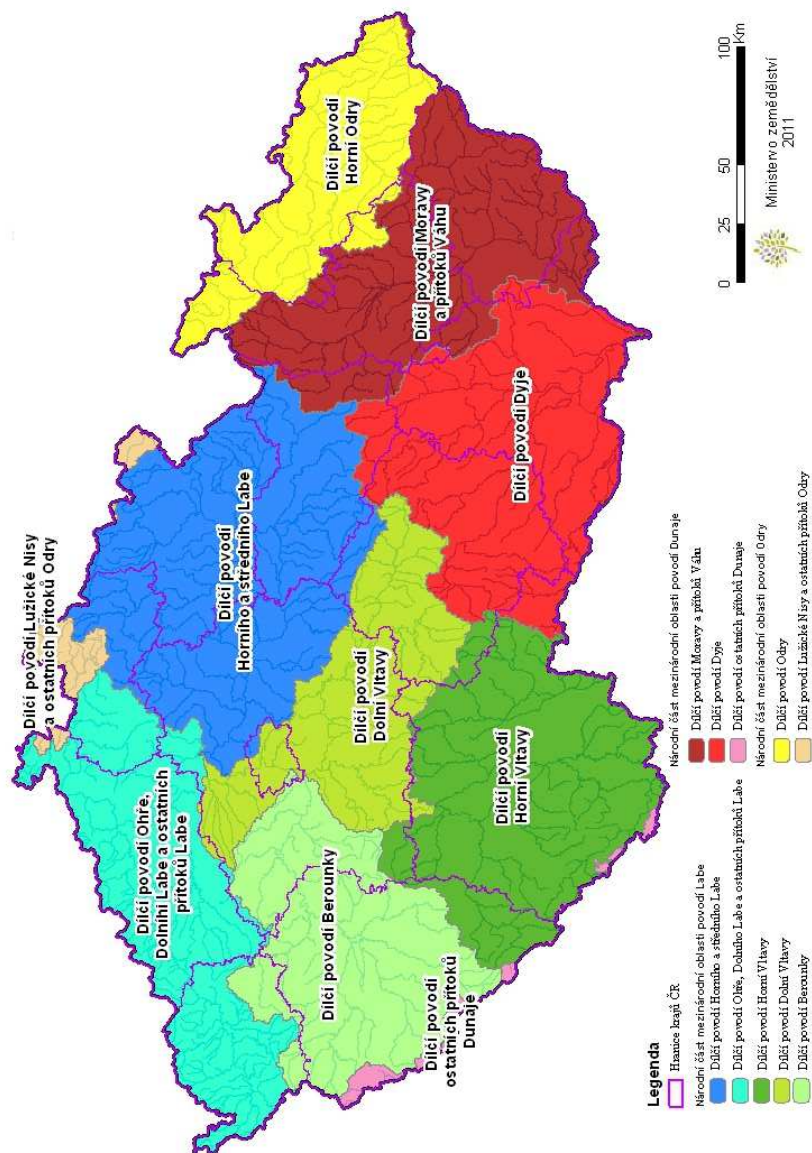 Dílčí povodí Lužické Nisy
a ostatních přítoků Odry
Dílčí povodí Ohře,
Dolního Labe a ostatních
přítoků Labe
Dílčí povodí
Horního a středního Labe
Dílčí povodí
Horní Odry
Dílčí povodí Moravy
a přítoků Váhu
Dílčí povodí
Dolní Vltavy
Dílčí povodí Berounky
Dílčí povodí Dyje
Dílčí povodí
Horní Vltavy
Dílčí povodí
ostatních přítoků
Dunaje
Legenda
Hranice krajů ČR
Národní část mezinárodní oblasti povodí Labe
Dílčí povodí Horního a středního Labe
Dílčí povodí Ohře, Dolního Labe a ostatních přítoků Labe
Dílčí povodí Horní Vltavy
Dílčí povodí Dolní Vltavy
Dílčí povodí Berounky
Národní část mezinárodní oblasti povodí Dunaje
Dílčí povodí Moravy a přítoků Váhu
Dílčí povodí Dyje
Dílčí povodí ostatních přítoků Dunaje
Národní část mezinárodní oblasti povodí Odry
Dílčí povodí Odry
Dílčí povodí Lužické Nisy a ostatních přítoků Odry
0 25 50 100
Km
Ministerstvo zemědělství
2011